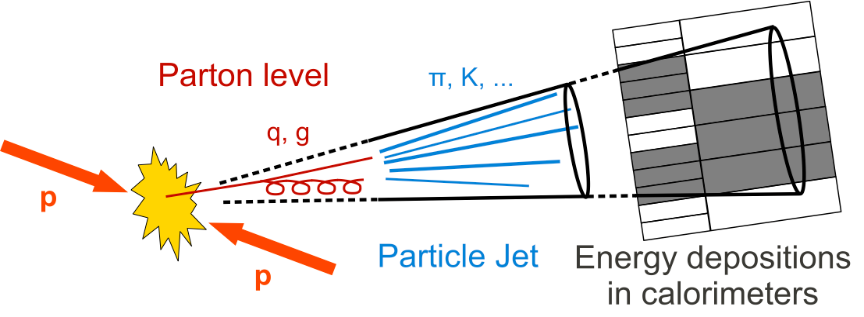 Parton level
π, K, ...
q, g
p
p
Particle Jet
Energy depositions
in calorimeters